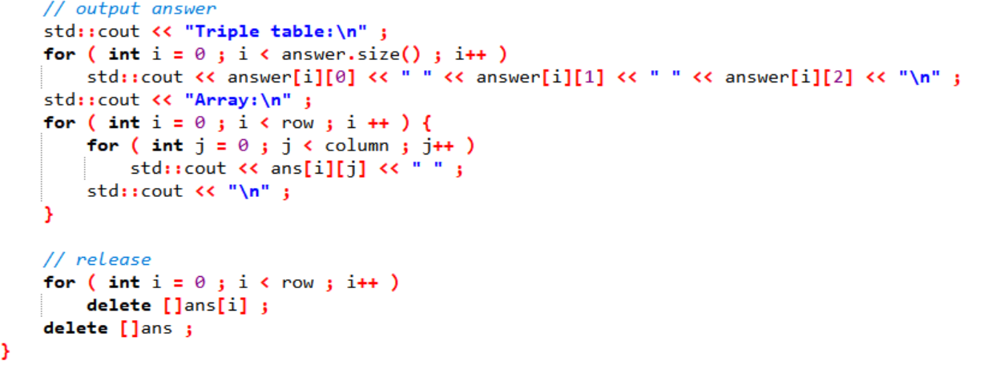 // output answer
std::cout << "Triple table:\n" ;
for ( int i = 0 ; i < answer.size() ; i++ )
std::cout << answer[i][0] << " " << answer[i][1] << " " << answer[i][2] << "\n" ;
std::cout << "Array:\n" ;
for ( int i = 0 ; i < row ; i ++ ) {
for ( int j = 0 ; j < column ; j++ )
std::cout << ans[i][j] << " " ;
std::cout << "\n" ;
}
// release
for ( int i = 0 ; i < row ; i++ )
delete []ans[i] ;
delete []ans ;
}